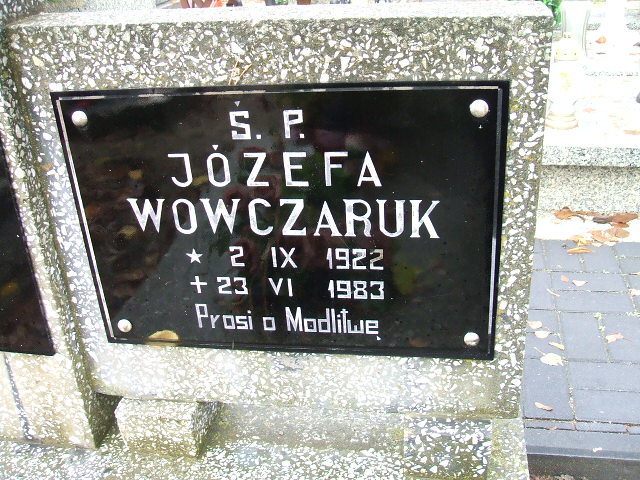 Ś. P.
JÓZEFA
WOWCZARUK
* 2 IX 1922
+ 23 VI 1983
Prosi o Modlitwę